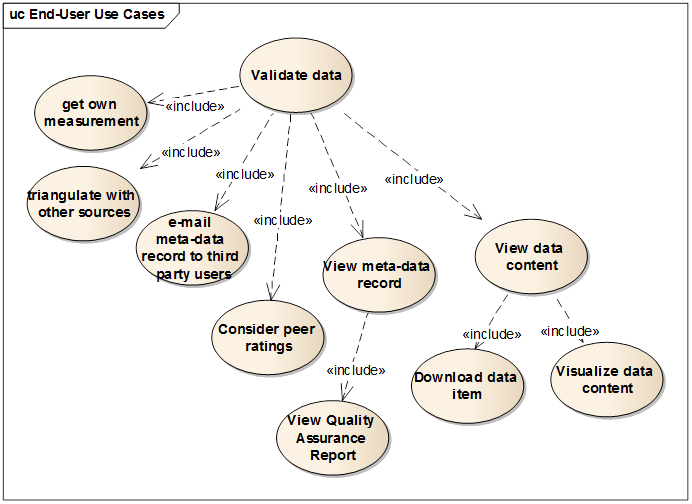 uc End-User Use Cases
Validate data
get own
measurement
«include»
triangulate with
other sources
«include»
e-mail
meta-data
record to third
party users
«include»
Consider peer
ratings
«include»
View meta-data
record
«include»
View data
content
«include»
«include»
View Quality
Assurance
Report
«include»
Download data
item
«include»
Visualize data
content